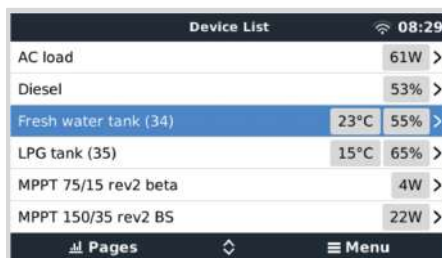 Device List 08:29
AC load 61W
Diesel 53%
Fresh water tank (34) 23°C 55%
LPG tank (35) 15°C 65%
MPPT 75/15 rev2 beta 4W
MPPT 150/35 rev2 BS 22W
Pages Menu